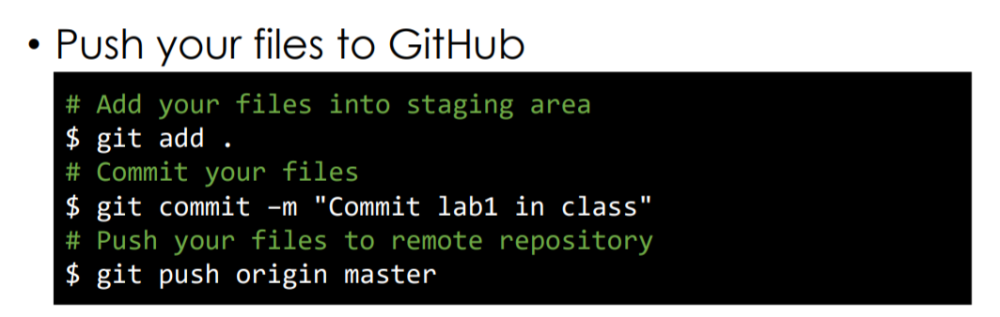 • Push your files to GitHub
# Add your files into staging area
$ git add .
# Commit your files
$ git commit –m "Commit lab1 in class"
# Push your files to remote repository
$ git push origin master